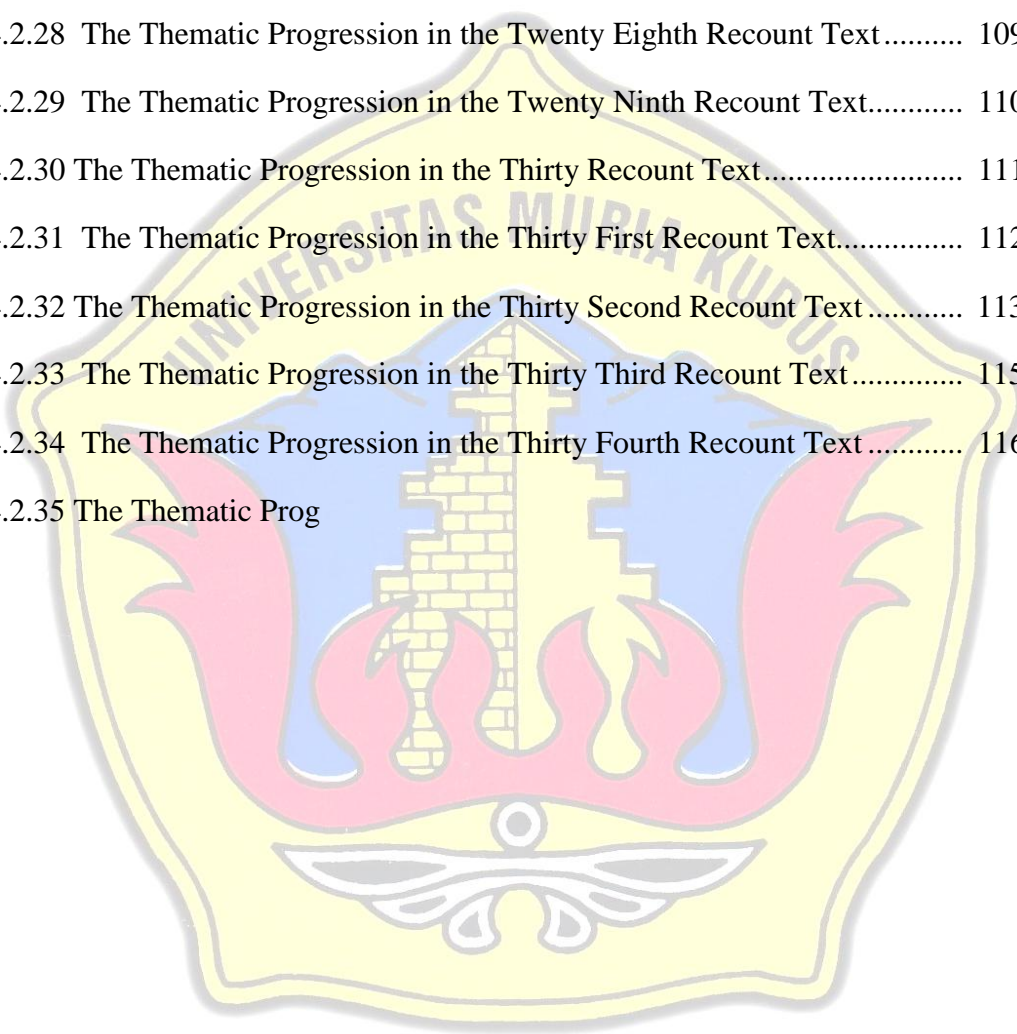 .2.28 The Thematic Progression in the Twenty Eighth Recount Text .......... 109
.2.29 The Thematic Progression in the Twenty Ninth Recount Text............ 110
.2.30 The Thematic Progression in the Thirty Recount Text....................... 111
.2.31 The Thematic Progression in the Thirty First Recount Text............... 112
.2.32 The Thematic Progression in the Thirty Second Recount Text ............ 113
.2.33 The Thematic Progression in the Thirty Third Recount Text.............. 115
.2.34 The Thematic Progression in the Thirty Fourth Recount Text ............ 116
.2.35 The Thematic Prog
UNIVERSITAS MURIA KUDUS